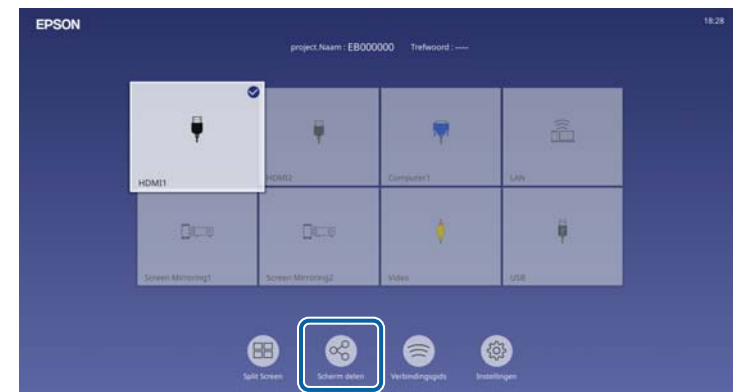 EPSON
18:28
project.Naam : EB000000 Trefwoord : ----
HDMI1
HDMI2
Computer1
LAN
Screen Mirroring1
Screen Mirroring2
Video
USB
Split Screen
Scherm delen
Verbindingsgids
Instellingen